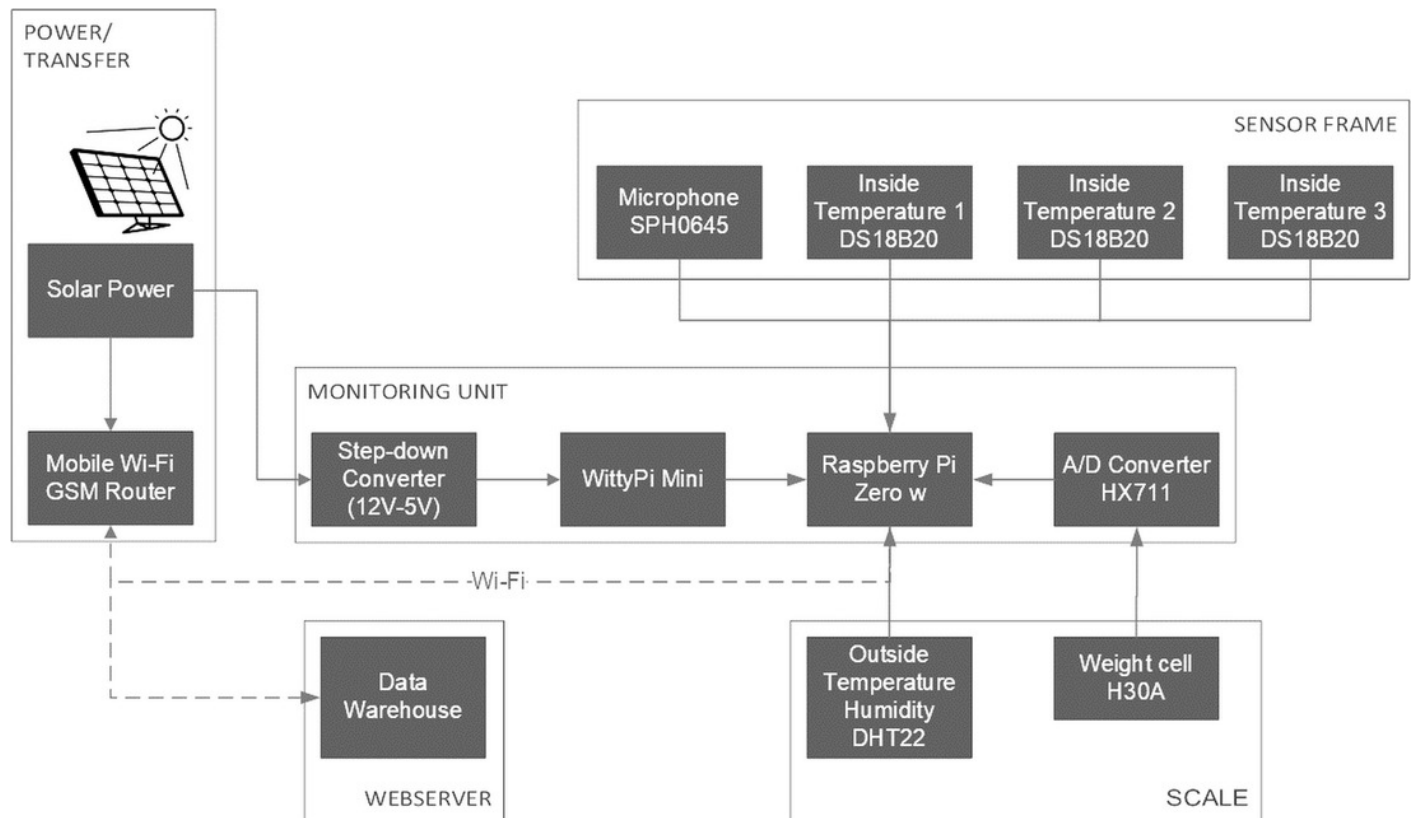 POWER/
TRANSFER
Solar Power
Mobile Wi-Fi
GSM Router
SENSOR FRAME
Microphone
SPH0645
Inside
Temperature 1
DS18B20
Inside
Temperature 2
DS18B20
Inside
Temperature 3
DS18B20
MONITORING UNIT
Step-down
Converter
(12V-5V)
WittyPi Mini
Raspberry Pi
Zero w
A/D Converter
HX711
Wi-Fi
Data
Warehouse
WEBSERVER
Outside
Temperature
Humidity
DHT22
Weight cell
H30A
SCALE